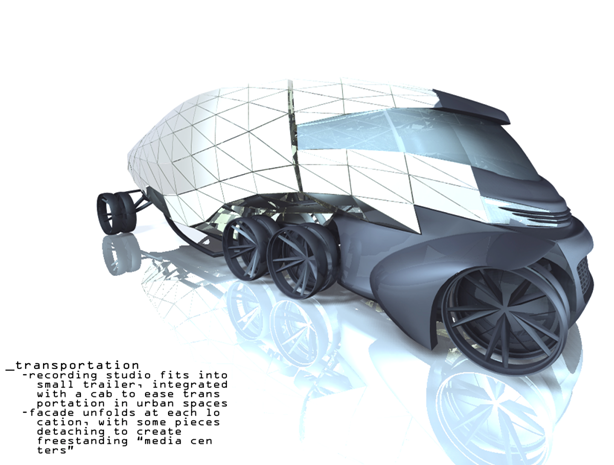 _transportation
-recording studio fits into
small trailer, integrated
with a cab to ease trans
portation in urban spaces
-facade unfolds at each lo
cation, with some pieces
detaching to create
freestanding “media cen
ters”